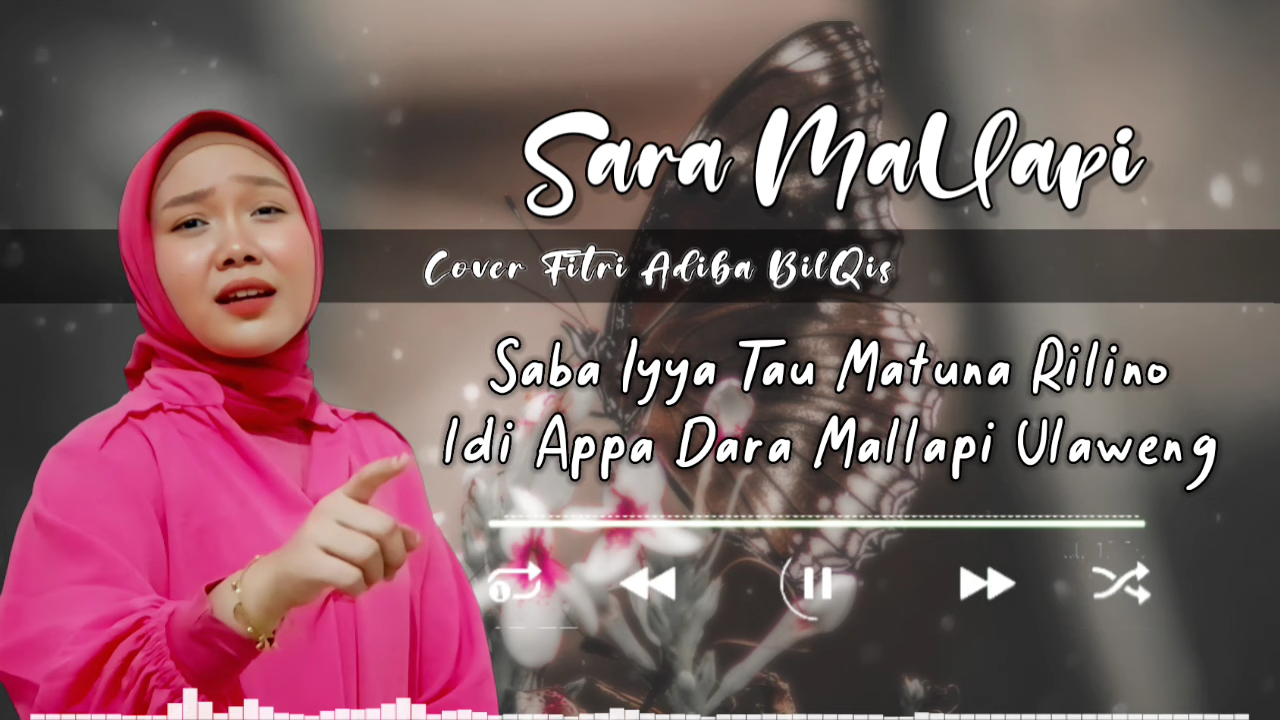 Sara Mallapi
Cover Fitri Adiba BilQis
Saba Iyya Tau Matuna Rilino
Idi Appa Dara Mallapi Ulaweng